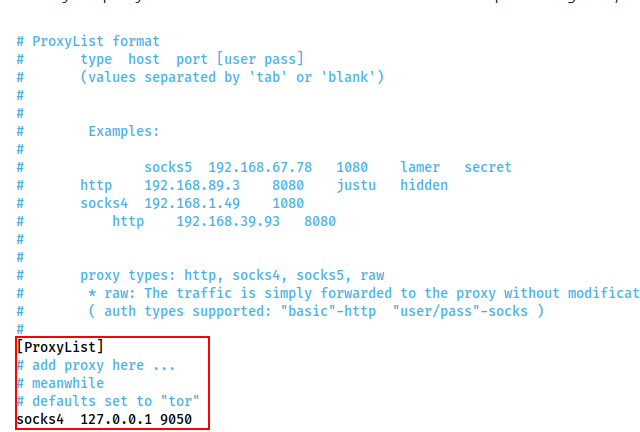 # ProxyList format
#       type  host  port [user pass]
#       (values separated by 'tab' or 'blank')
#
#
#        Examples:
#
#               socks5  192.168.67.78   1080    lamer   secret
#       http    192.168.89.3    8080    justu   hidden
#       socks4  192.168.1.49    1080
#           http    192.168.39.93   8080
#
#
#       proxy types: http, socks4, socks5, raw
#        * raw: The traffic is simply forwarded to the proxy without modificat
#        ( auth types supported: "basic"-http  "user/pass"-socks )
#
[ProxyList]
# add proxy here ...
# meanwhile
# defaults set to "tor"
socks4  127.0.0.1 9050